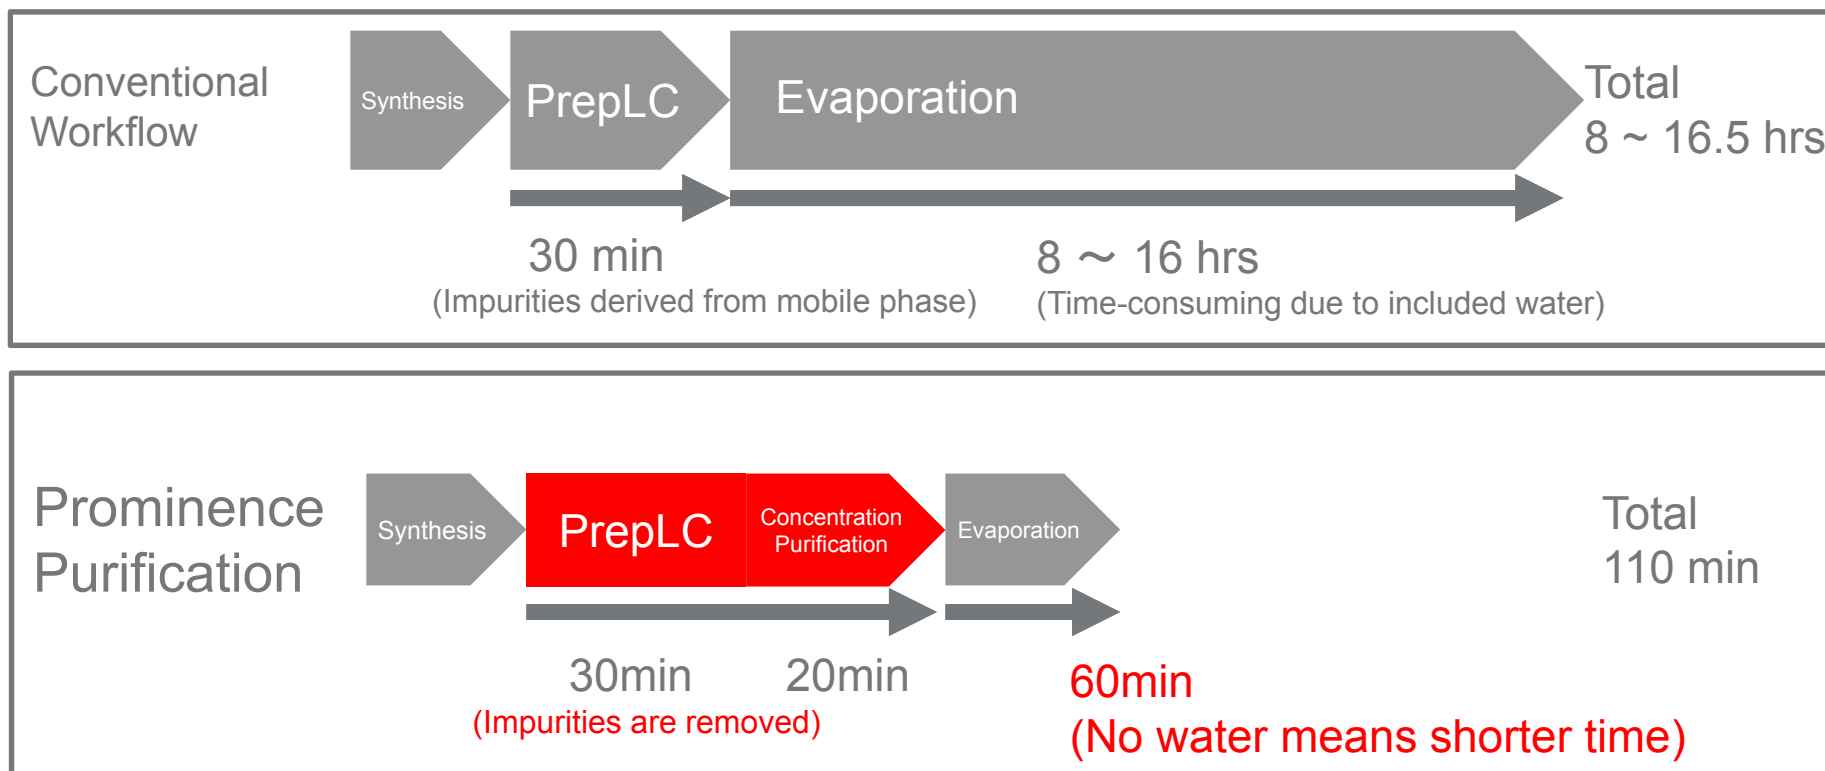 Conventional
Workflow
Synthesis
PrepLC
Evaporation
Total
8 ~ 16.5 hrs
30 min
(Impurities derived from mobile phase)
8 ～ 16 hrs
(Time-consuming due to included water)
Prominence
Purification
Synthesis
PrepLC
Concentration
Purification
Evaporation
Total
110 min
30min
(Impurities are removed)
20min
60min
(No water means shorter time)